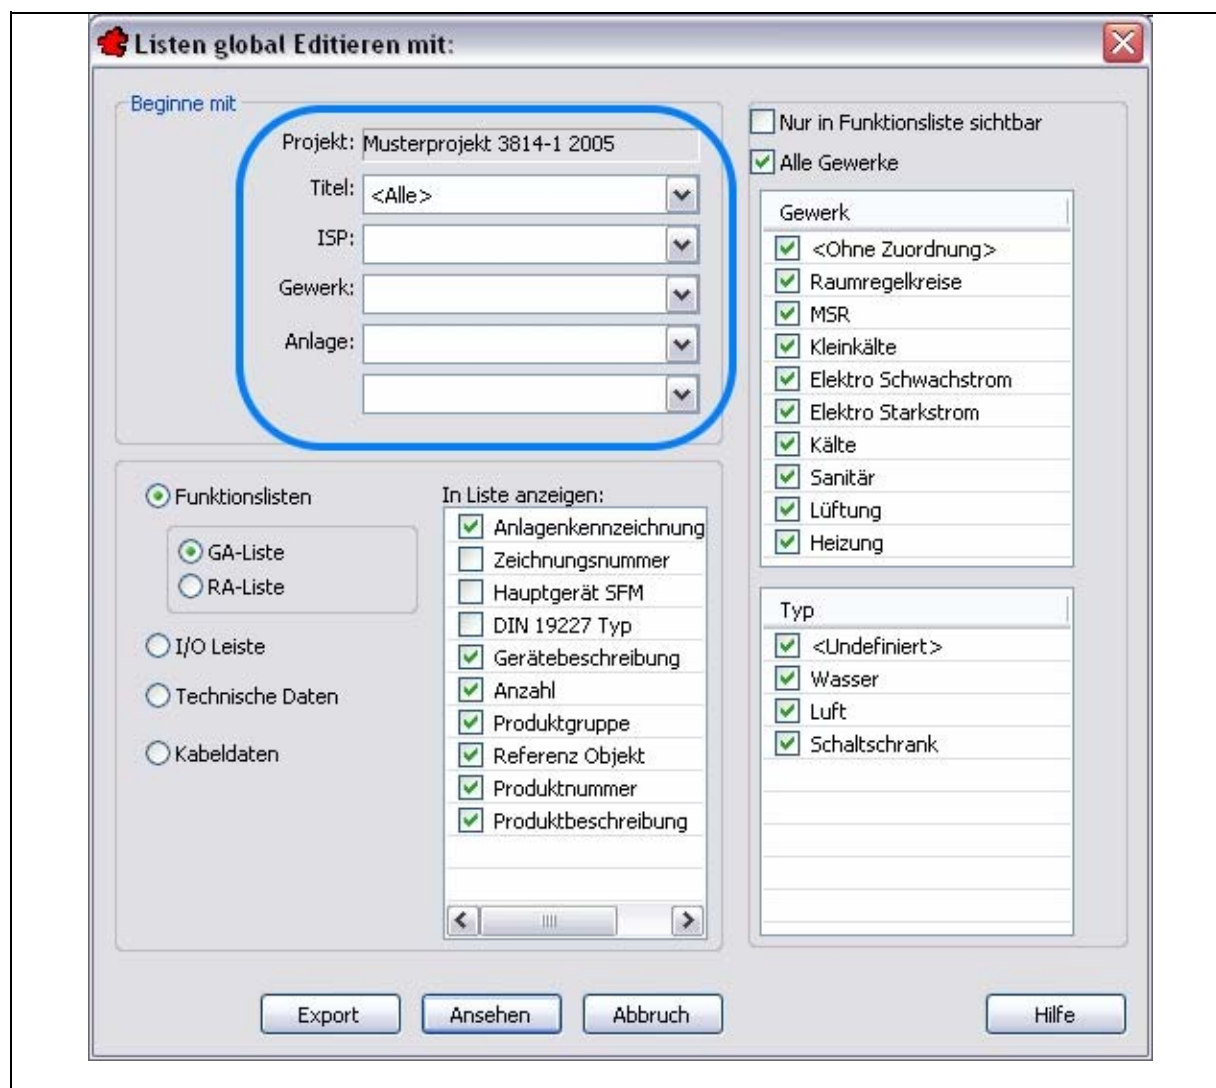 Listen global Editieren mit:
Beginne mit
Projekt: Musterprojekt 3814-1 2005
Titel: <Alle>
ISP:
Gewerk:
Anlage:
Nur in Funktionsliste sichtbar
Alle Gewerke
Gewerk
<Ohne Zuordnung>
Raumregelkreise
MSR
Kleinkälte
Elektro Schwachstrom
Elektro Starkstrom
Kälte
Sanitär
Lüftung
Heizung
Typ
<Undefiniert>
Wasser
Luft
Schaltschrank
Funktionslisten
GA-Liste
RA-Liste
I/O Leiste
Technische Daten
Kabeldaten
In Liste anzeigen:
Anlagenkennzeichnung
Zeichnungsnummer
Hauptgerät SFM
DIN 19227 Typ
Gerätebeschreibung
Anzahl
Produktgruppe
Referenz Objekt
Produktnummer
Produktbeschreibung
Export
Ansehen
Abbruch
Hilfe